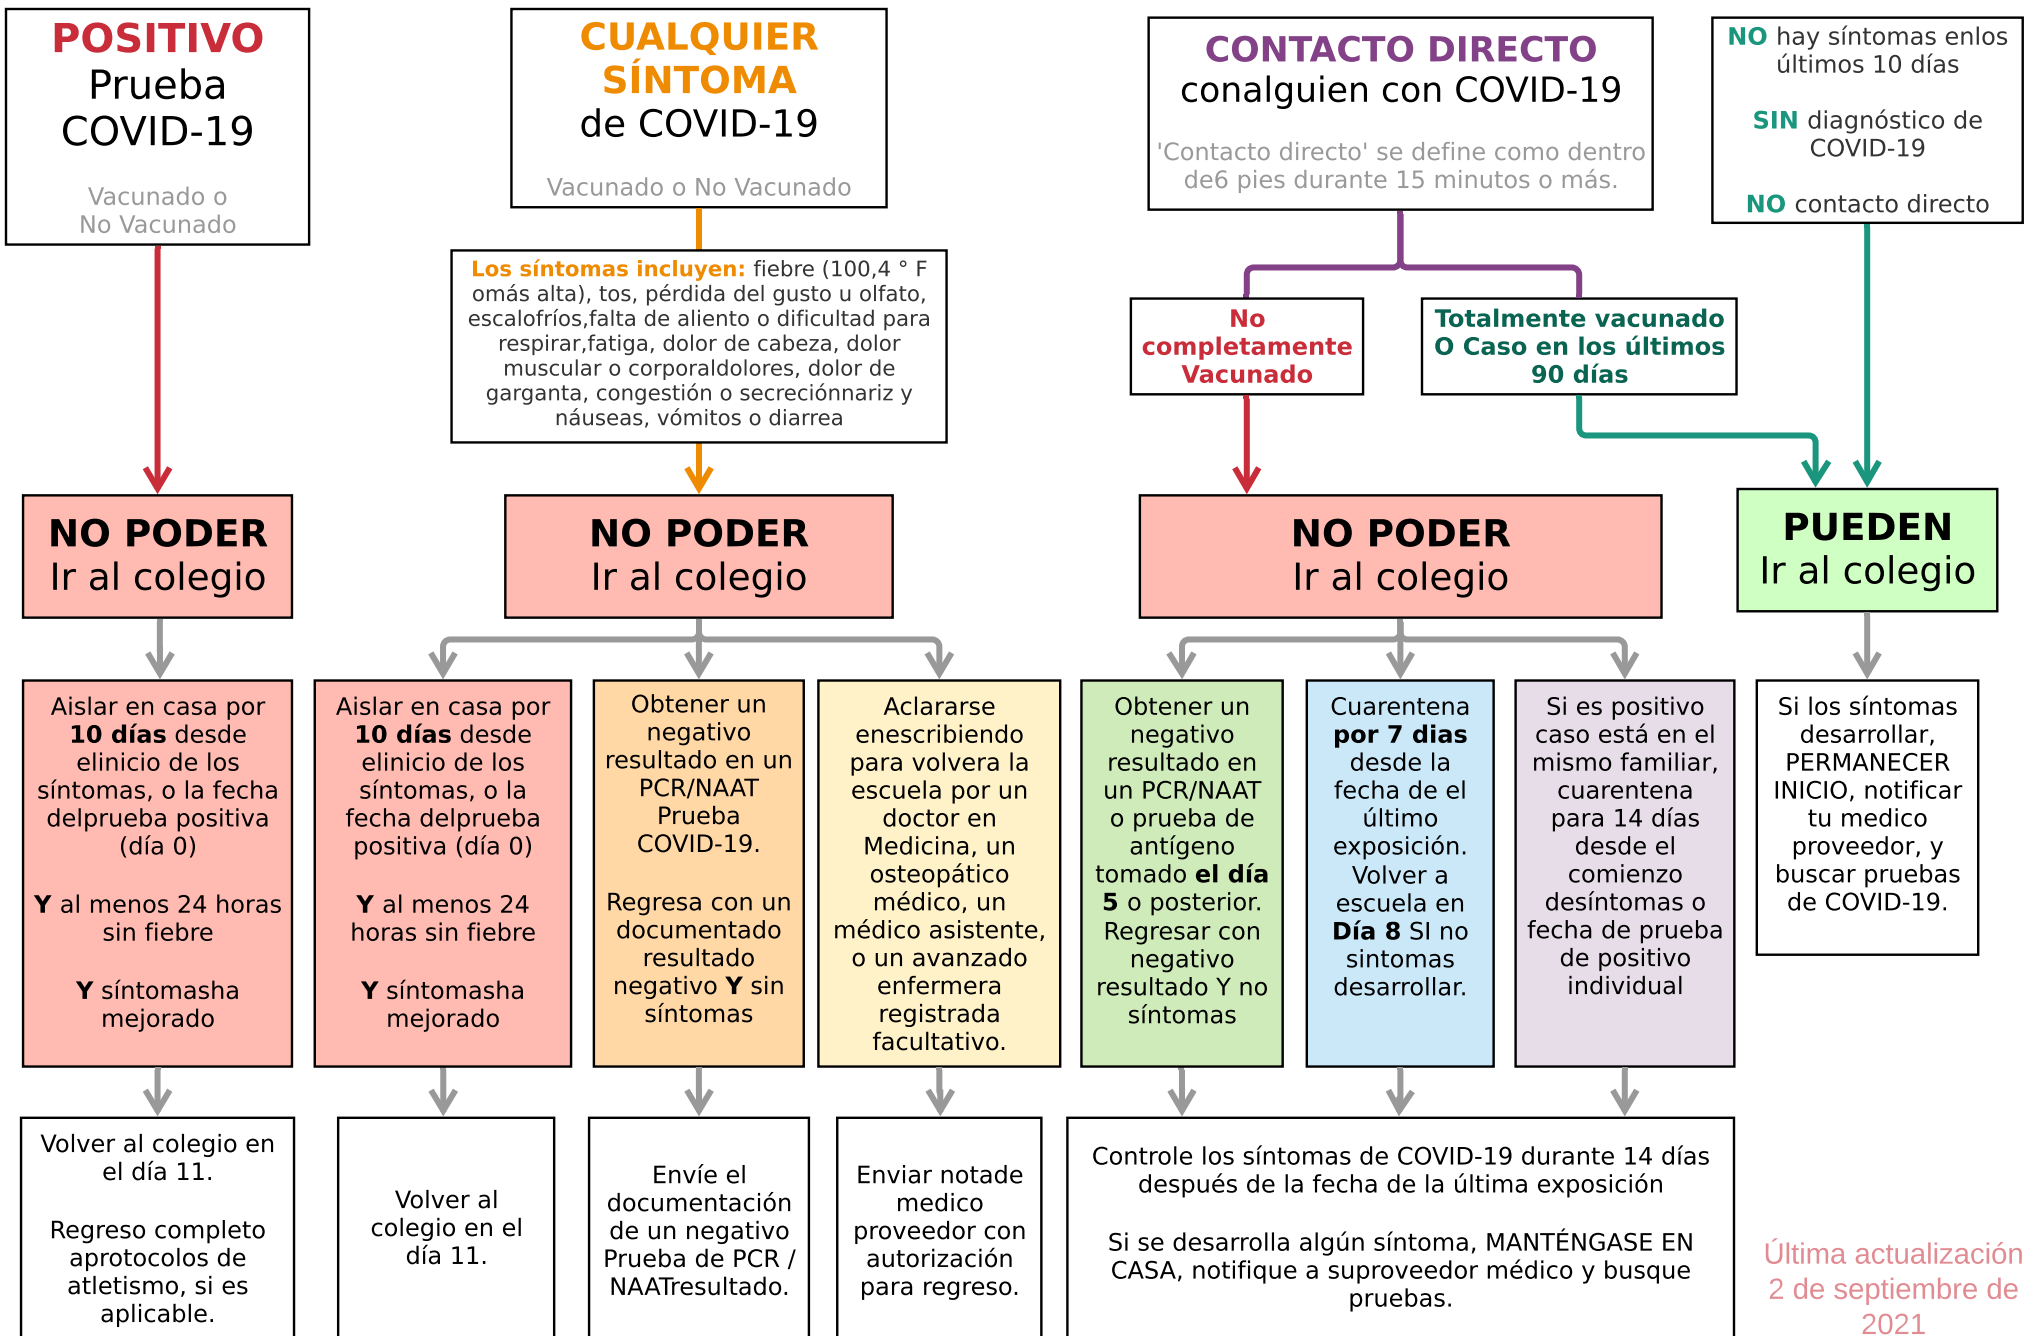 POSITIVO
Prueba
COVID-19
Vacunado o
No Vacunado
CUALQUIER
SÍNTOMA
de COVID-19
Vacunado o No Vacunado
Los síntomas incluyen: fiebre (100,4 ° F
omás alta), tos, pérdida del gusto u olfato,
escalofríos,falta de aliento o dificultad para
respirar,fatiga, dolor de cabeza, dolor
muscular o corporaldolores, dolor de
garganta, congestión o secreciónnariz y
náuseas, vómitos o diarrea
CONTACTO DIRECTO
conalguien con COVID-19
'Contacto directo' se define como dentro
de6 pies durante 15 minutos o más.
NO hay síntomas enlos
últimos 10 días
SIN diagnóstico de
COVID-19
NO contacto directo
No
completamente
Vacunado
Totalmente vacunado
O Caso en los últimos
90 días
NO PODER
Ir al colegio
NO PODER
Ir al colegio
NO PODER
Ir al colegio
PUEDEN
Ir al colegio
Aislar en casa por
10 días desde
elinicio de los
síntomas, o la fecha
delprueba positiva
(día 0)
Y al menos 24 horas
sin fiebre
Y síntomasha
mejorado
Aislar en casa por
10 días desde
elinicio de los
síntomas, o la
fecha delprueba
positiva (día 0)
Y al menos 24
horas sin fiebre
Y síntomasha
mejorado
Obtener un
negativo
resultado en un
PCR/NAAT
Prueba
COVID-19.
Regresa con un
documentado
resultado
negativo Y sin
síntomas
Aclararse
enescribiendo
para volvera la
escuela por un
doctor en
Medicina, un
osteopático
médico, un
médico asistente,
o un avanzado
enfermera
registrada
facultativo.
Obtener un
negativo
resultado en
un PCR/NAAT
o prueba de
antígeno
tomado el día
5 o posterior.
Regresar con
negativo
resultado Y no
síntomas
Cuarentena
por 7 dias
desde la
fecha de el
último
exposición.
Volver a
escuela en
Día 8 SI no
sintomas
desarrollar.
Si es positivo
caso está en el
mismo familiar,
cuarentena
para 14 días
desde el
comienzo
desíntomas o
fecha de prueba
de positivo
individual
Si los síntomas
desarrollar,
PERMANECER
INICIO, notificar
tu medico
proveedor, y
buscar pruebas
de COVID-19.
Volver al colegio en
el día 11.
Regreso completo
aprotocolos de
atletismo, si es
aplicable.
Volver al
colegio en el
día 11.
Envíe el
documentación
de un negativo
Prueba de PCR /
NAATresultado.
Enviar notade
medico
proveedor con
autorización
para regreso.
Controle los síntomas de COVID-19 durante 14 días
después de la fecha de la última exposición
Si se desarrolla algún síntoma, MANTÉNGASE EN
CASA, notifique a suproveedor médico y busque
pruebas.
Última actualización
2 de septiembre de
2021